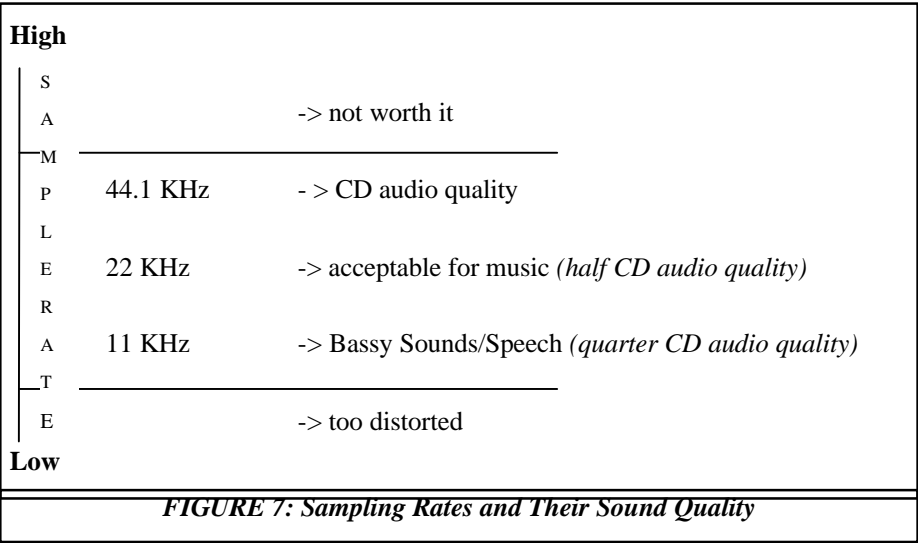 High
S
A -> not worth it
M
P 44.1 KHz - > CD audio quality
L
E 22 KHz -> acceptable for music (half CD audio quality)
R
A 11 KHz -> Bassy Sounds/Speech (quarter CD audio quality)
T
E -> too distorted
Low
FIGURE 7: Sampling Rates and Their Sound Quality